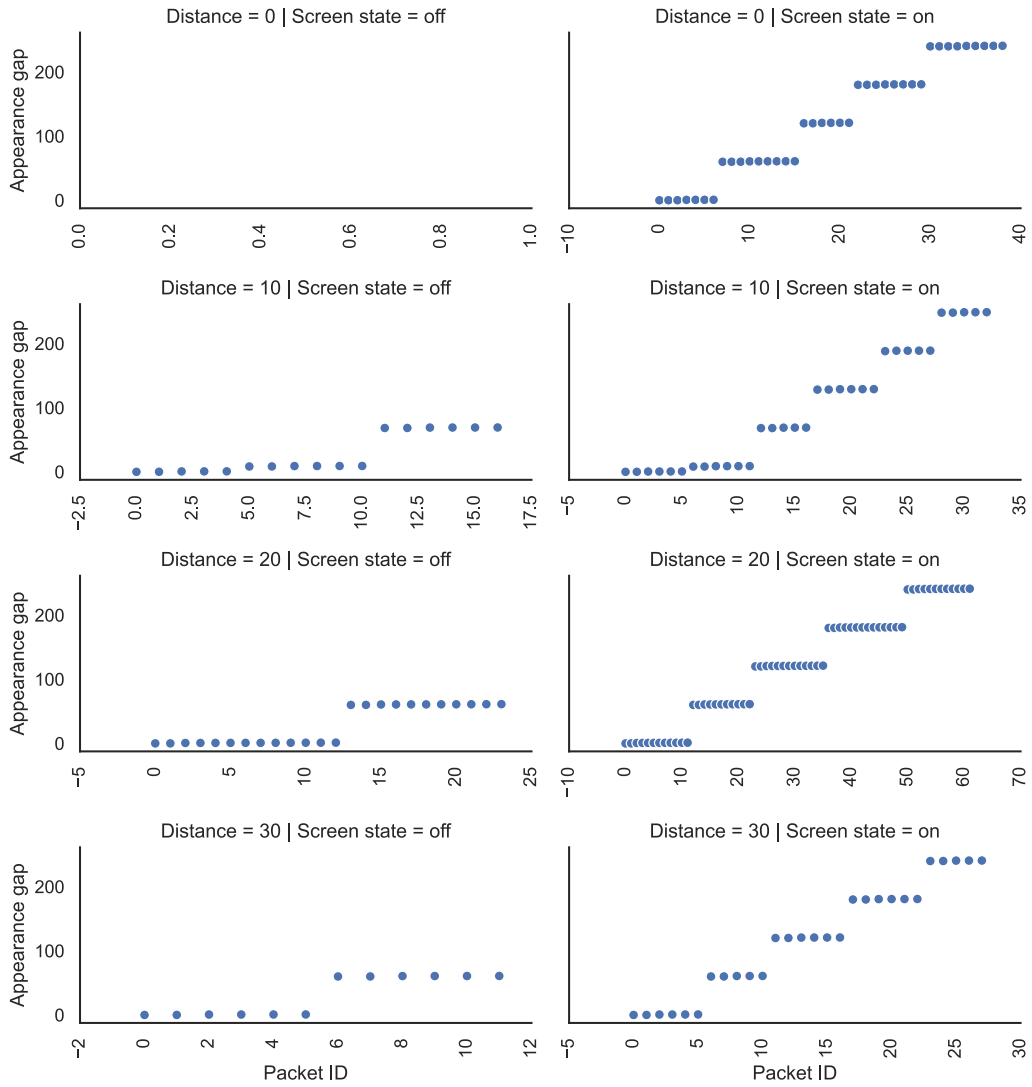 Distance = 0 | Screen state = off
Distance = 0 | Screen state = on
Appearance gap
200
100
0
0.0 0.2 0.4 0.6 0.8 1.0
−10 0 10 20 30 40
Distance = 10 | Screen state = off
Distance = 10 | Screen state = on
Appearance gap
200
100
0
−2.5 0.0 2.5 5.0 7.5 10.0 12.5 15.0 17.5
−5 0 5 10 15 20 25 30 35
Distance = 20 | Screen state = off
Distance = 20 | Screen state = on
Appearance gap
200
100
0
−5 0 5 10 15 20 25
−10 0 10 20 30 40 50 60 70
Distance = 30 | Screen state = off
Distance = 30 | Screen state = on
Appearance gap
200
100
0
−2 0 2 4 6 8 10 12
−5 0 5 10 15 20 25 30
Packet ID
Packet ID